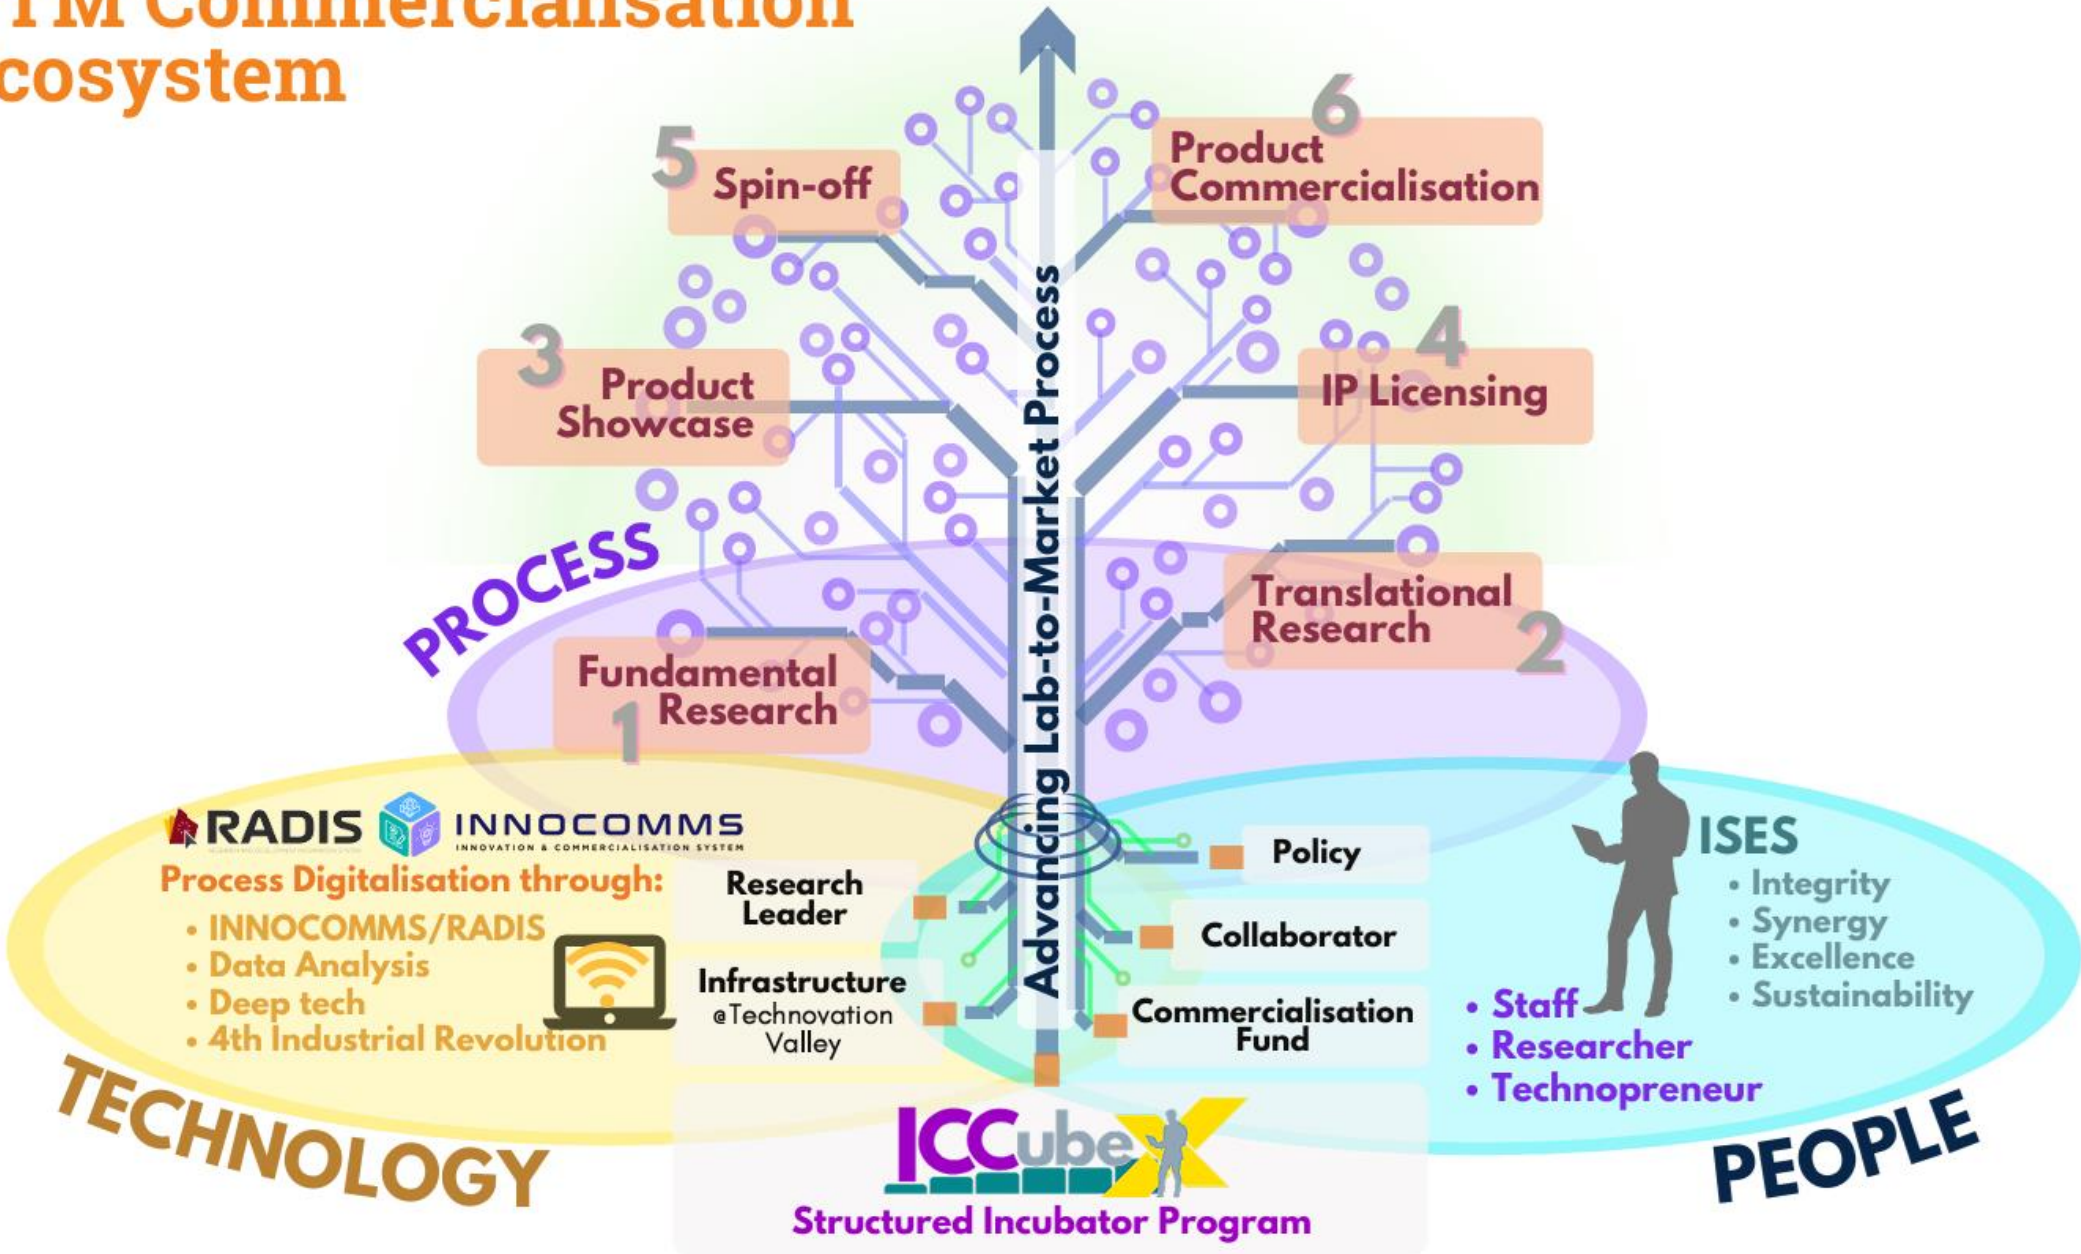 TM Commercialisation
cosystem
5
Spin-off
6
Product
Commercialisation
3
Product
Showcase
4
IP Licensing
Advancing Lab-to-Market Process
PROCESS
Translational
Research
2
Fundamental
Research
1
RADIS
INNOCOMMS
INNOVATION & COMMERCIALISATION SYSTEM
Process Digitalisation through:
• INNOCOMMS/RADIS
• Data Analysis
• Deep tech
• 4th Industrial Revolution
TECHNOLOGY
Research
Leader
Infrastructure
@Technovation
Valley
Policy
Collaborator
Commercialisation
Fund
ISES
• Integrity
• Synergy
• Excellence
• Sustainability
• Staff
• Researcher
• Technopreneur
PEOPLE
ICCubeX
Structured Incubator Program